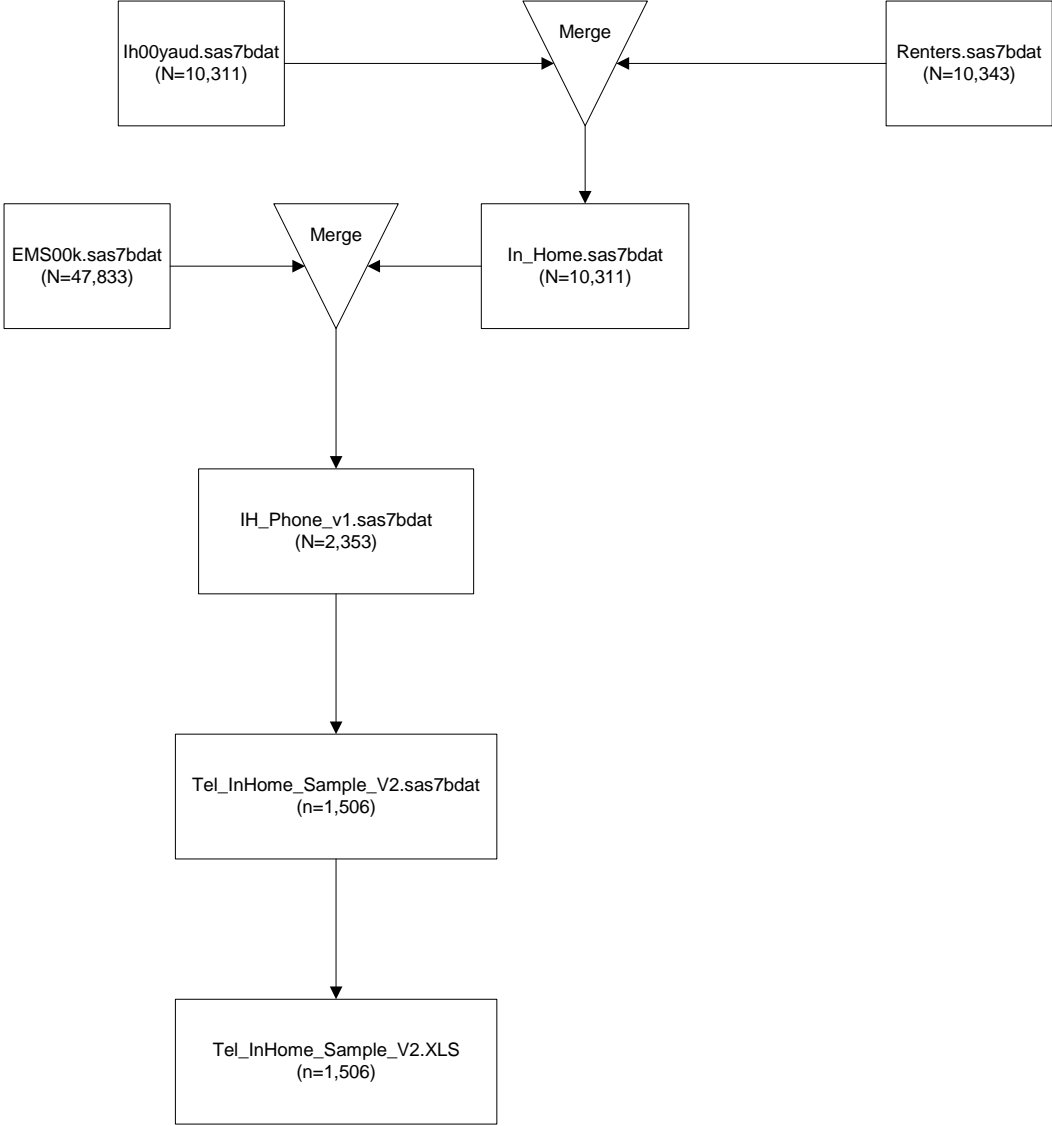 Ih00yaud.sas7bdat
(N=10,311)
Merge
Renters.sas7bdat
(N=10,343)
EMS00k.sas7bdat
(N=47,833)
Merge
In_Home.sas7bdat
(N=10,311)
IH_Phone_v1.sas7bdat
(N=2,353)
Tel_InHome_Sample_V2.sas7bdat
(n=1,506)
Tel_InHome_Sample_V2.XLS
(n=1,506)